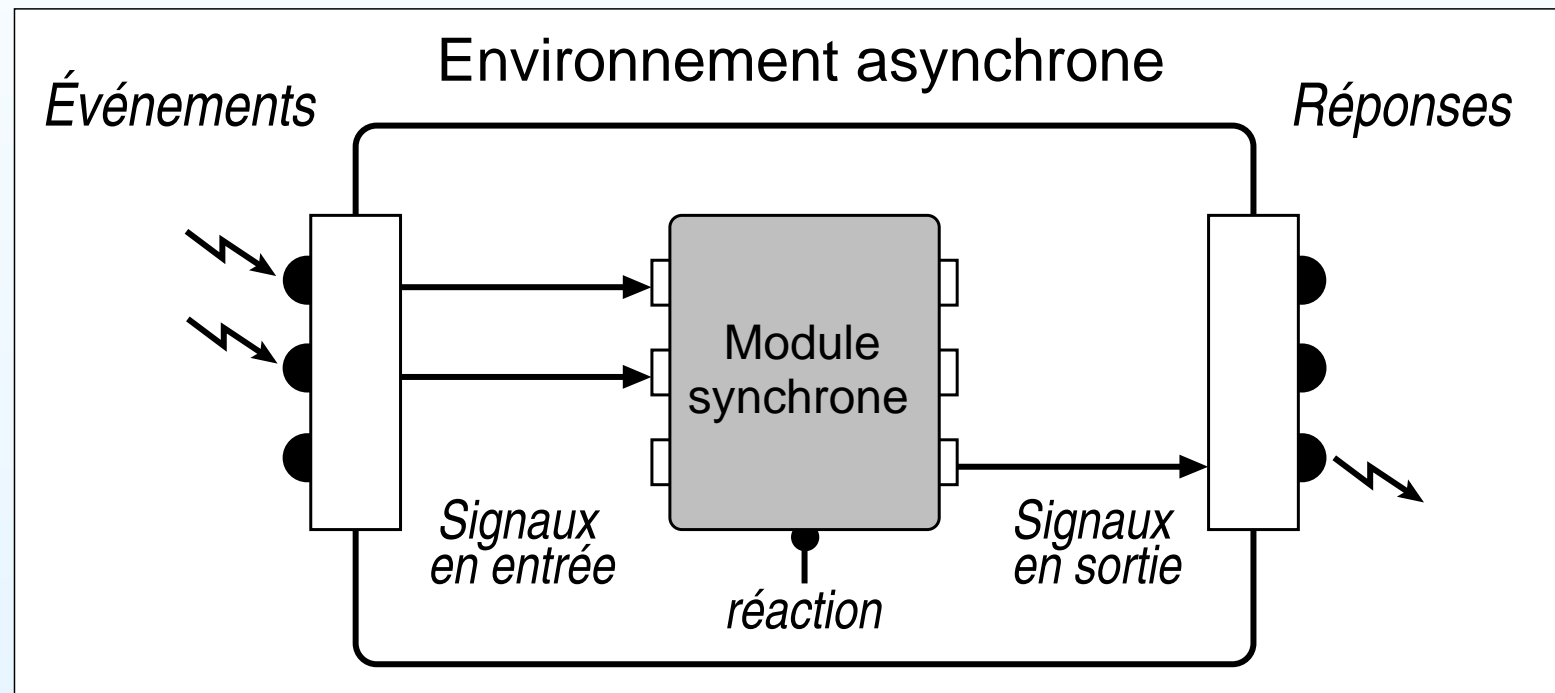 Environnement asynchrone
Événements
Réponses
Module
synchrone
Signaux
en entrée
Signaux
en sortie
réaction